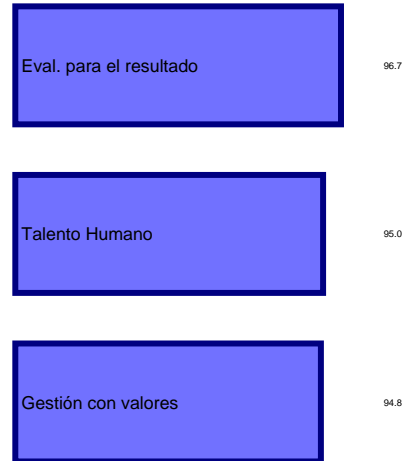 Eval. para el resultado 96.7
Talento Humano 95.0
Gestión con valores 94.8